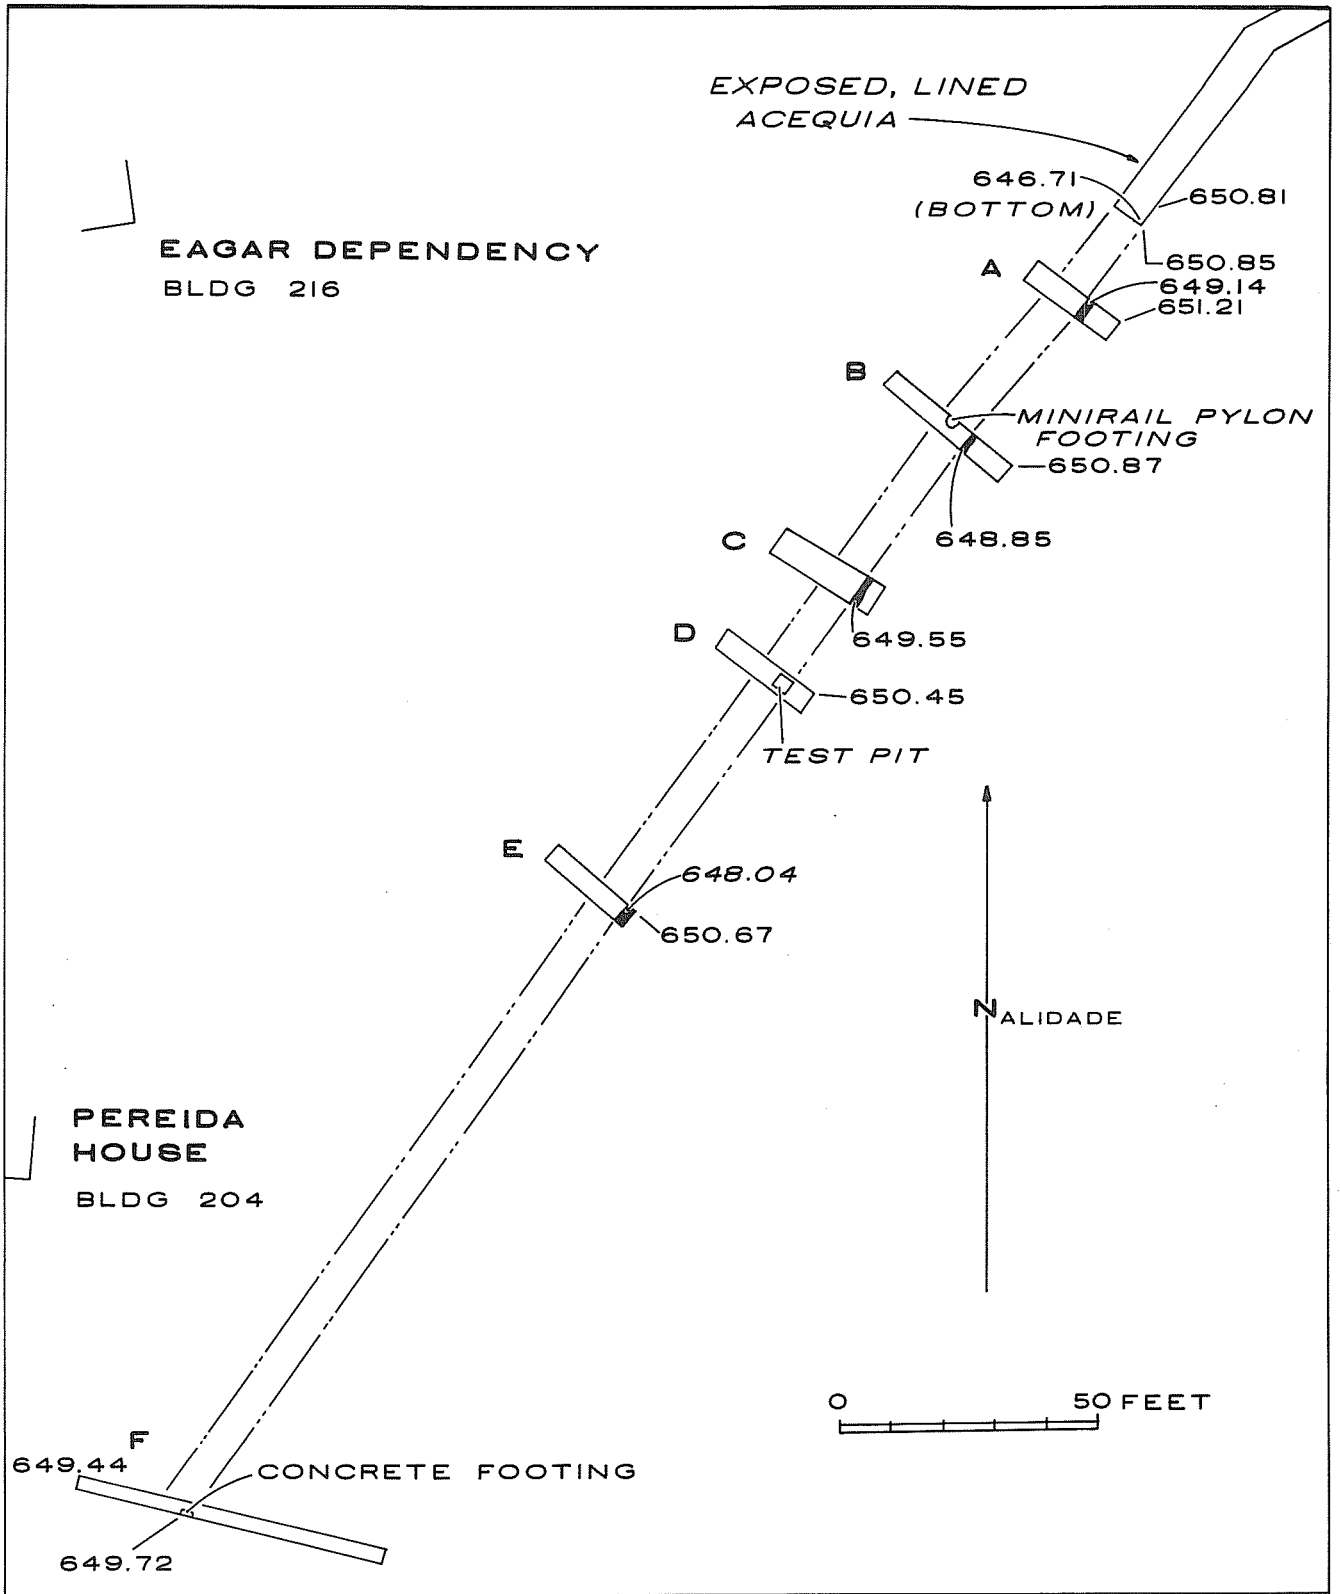 EXPOSED, LINED
ACEQUIA
646.71
(BOTTOM)
650.81
EAGAR DEPENDENCY
BLDG 216
A
650.85
649.14
651.21
B
MINIRAIL PYLON
FOOTING
650.87
C
648.85
D
649.55
650.45
TEST PIT
E
648.04
650.67
N ALIDADE
PEREIDA
HOUSE
BLDG 204
0 50 FEET
F
649.44
CONCRETE FOOTING
649.72